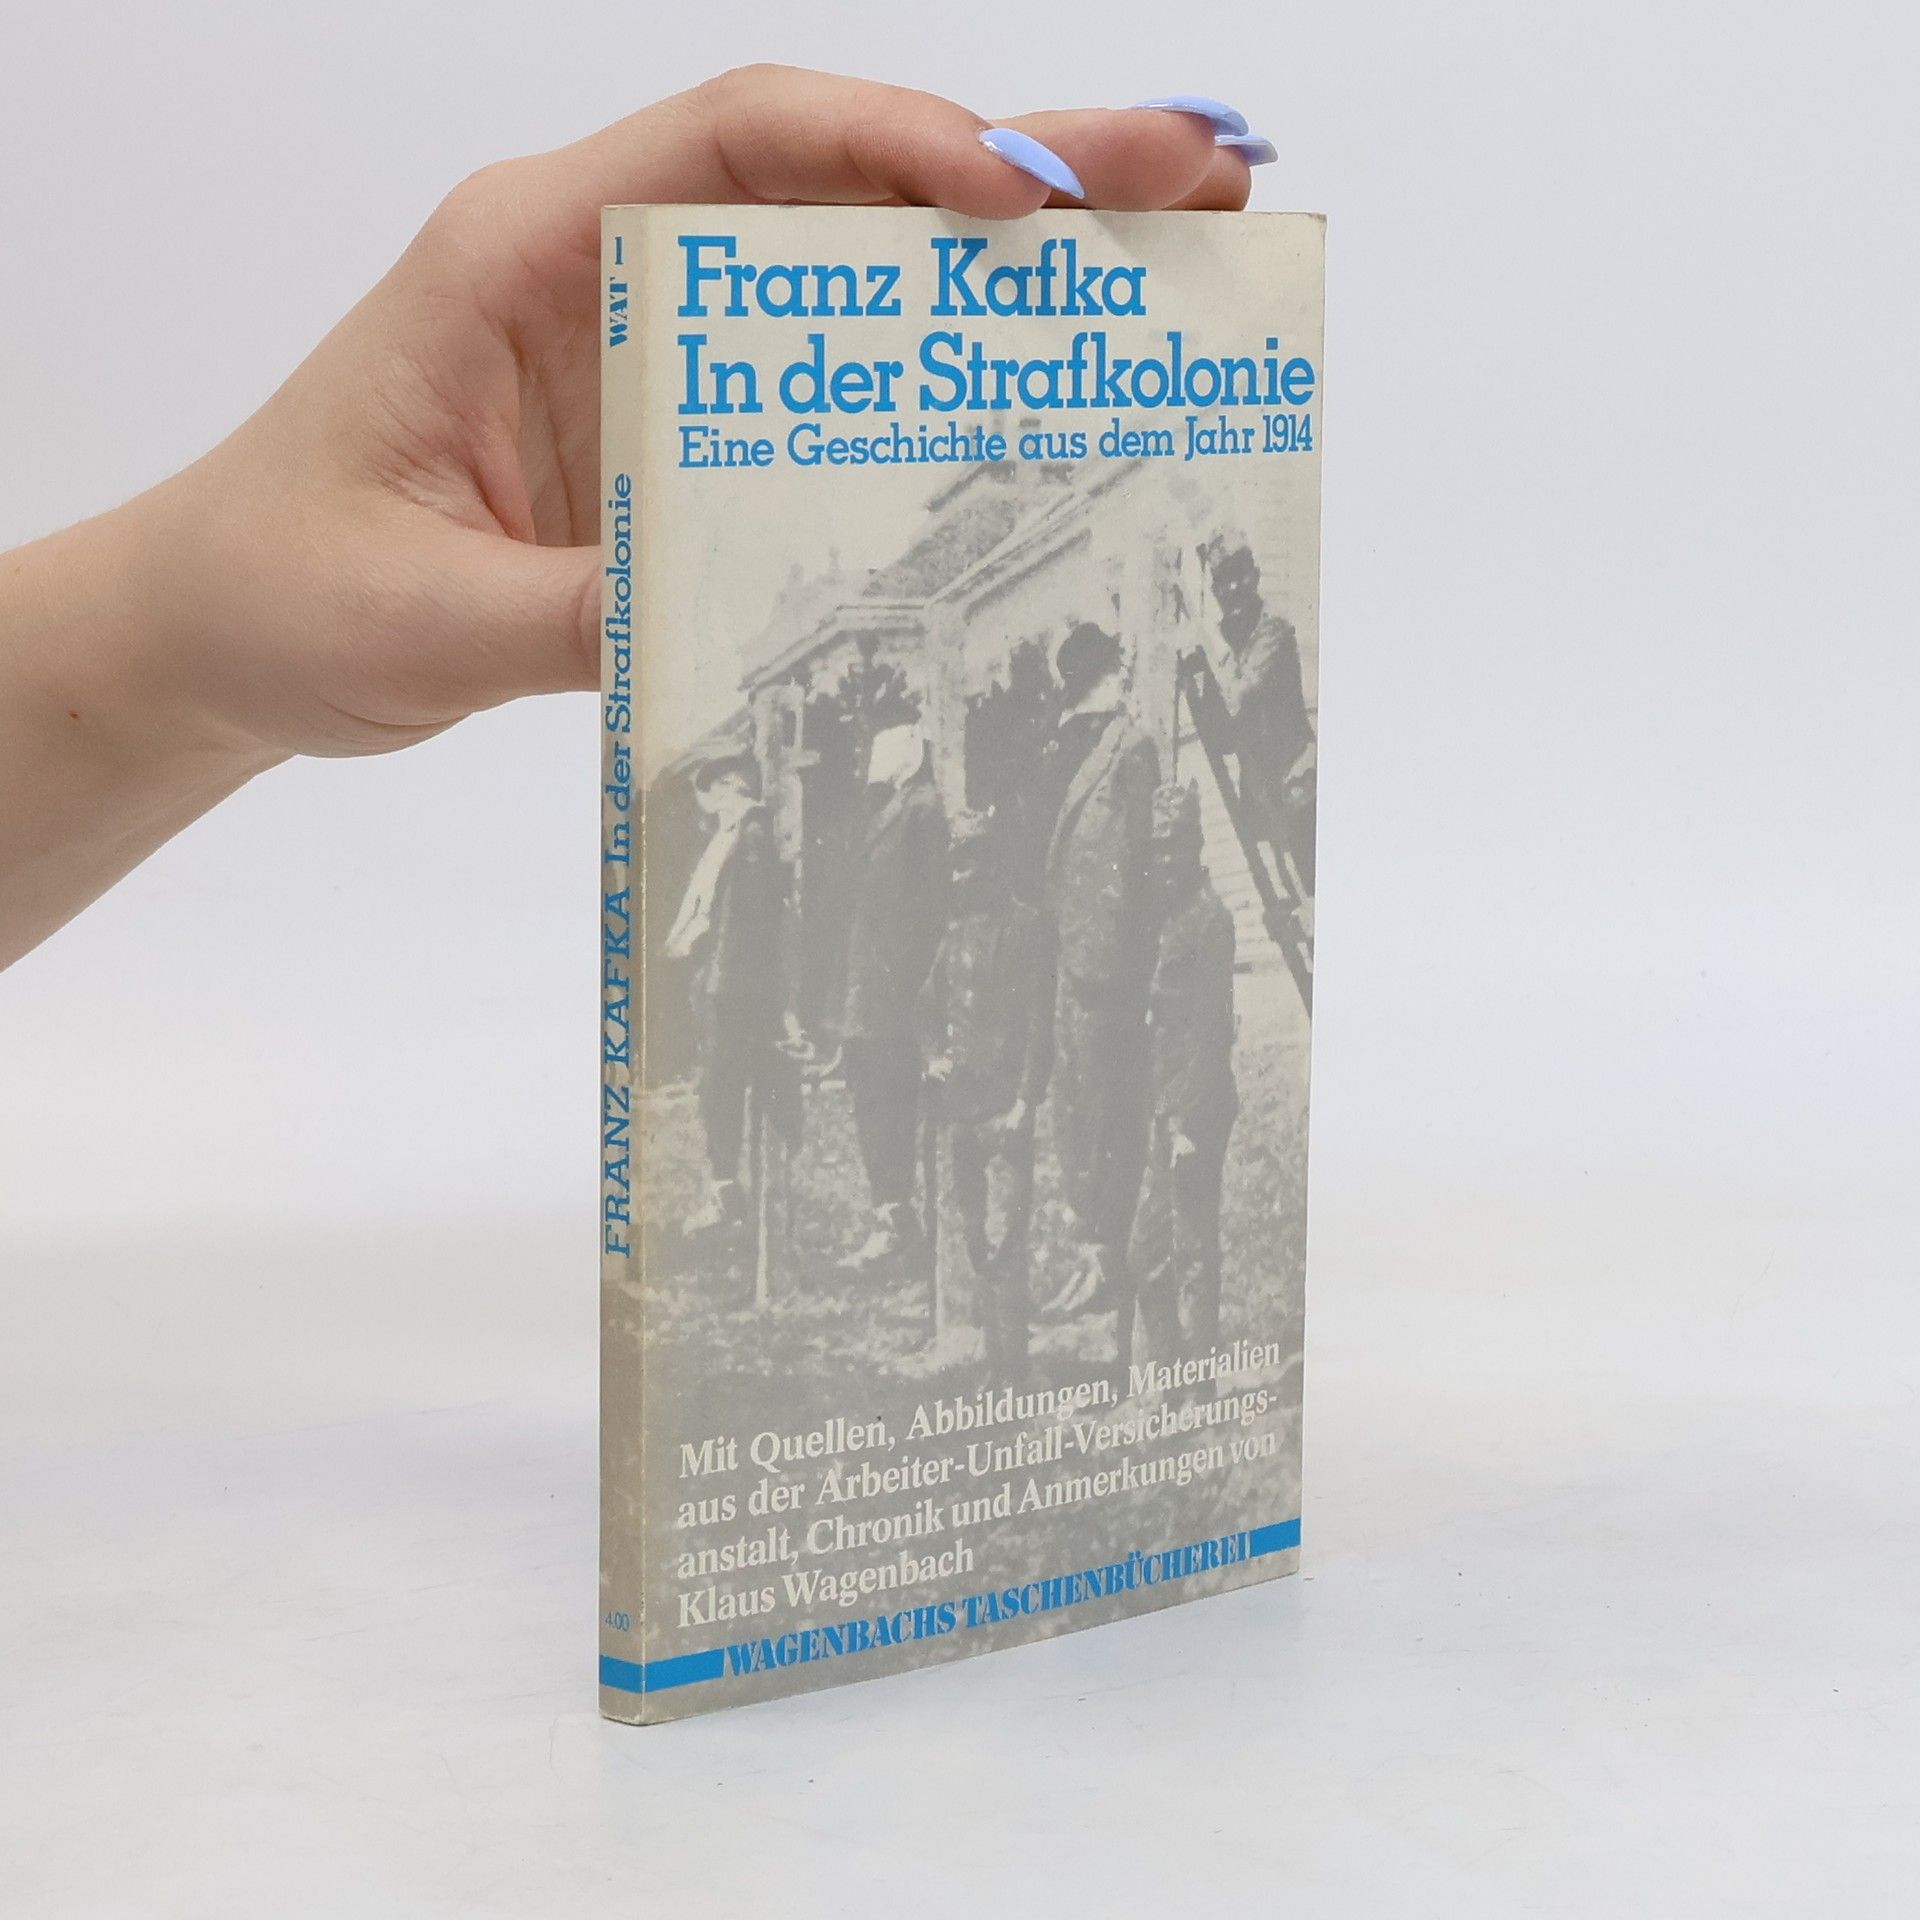 WAT 1
FRANZ KAFKA In der Strafkolonie
4.00
Franz Kafka
In der Strafkolonie
Eine Geschichte aus dem Jahr 1914
Mit Quellen, Abbildungen, Materialien
aus der Arbeiter-Unfall-Versicherungs-
anstalt, Chronik und Anmerkungen von
Klaus Wagenbach
WAGENBACHS TASCHENBÜCHEREI